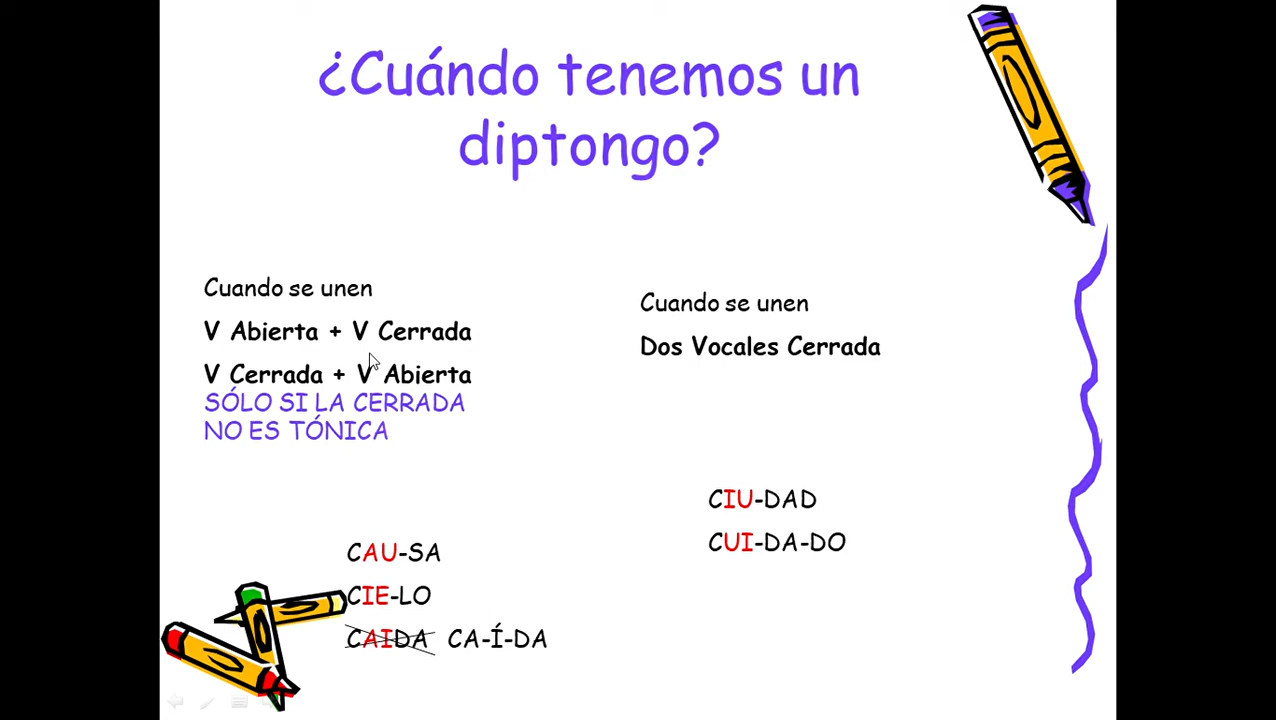 ¿Cuándo tenemos un
diptongo?
Cuando se unen
V Abierta + V Cerrada
V Cerrada + V Abierta
SÓLO SI LA CERRADA
NO ES TÓNICA
Cuando se unen
Dos Vocales Cerrada
CAU-SA
CIE-LO
CAIDA CA-Í-DA
CIU-DAD
CUI-DA-DO